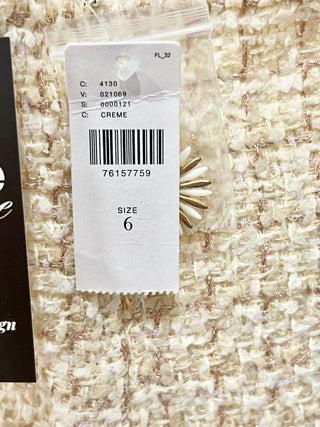 FL_32
C: 4130
V: 021069
S: 0000121
C: CREME
76157759
SIZE
6